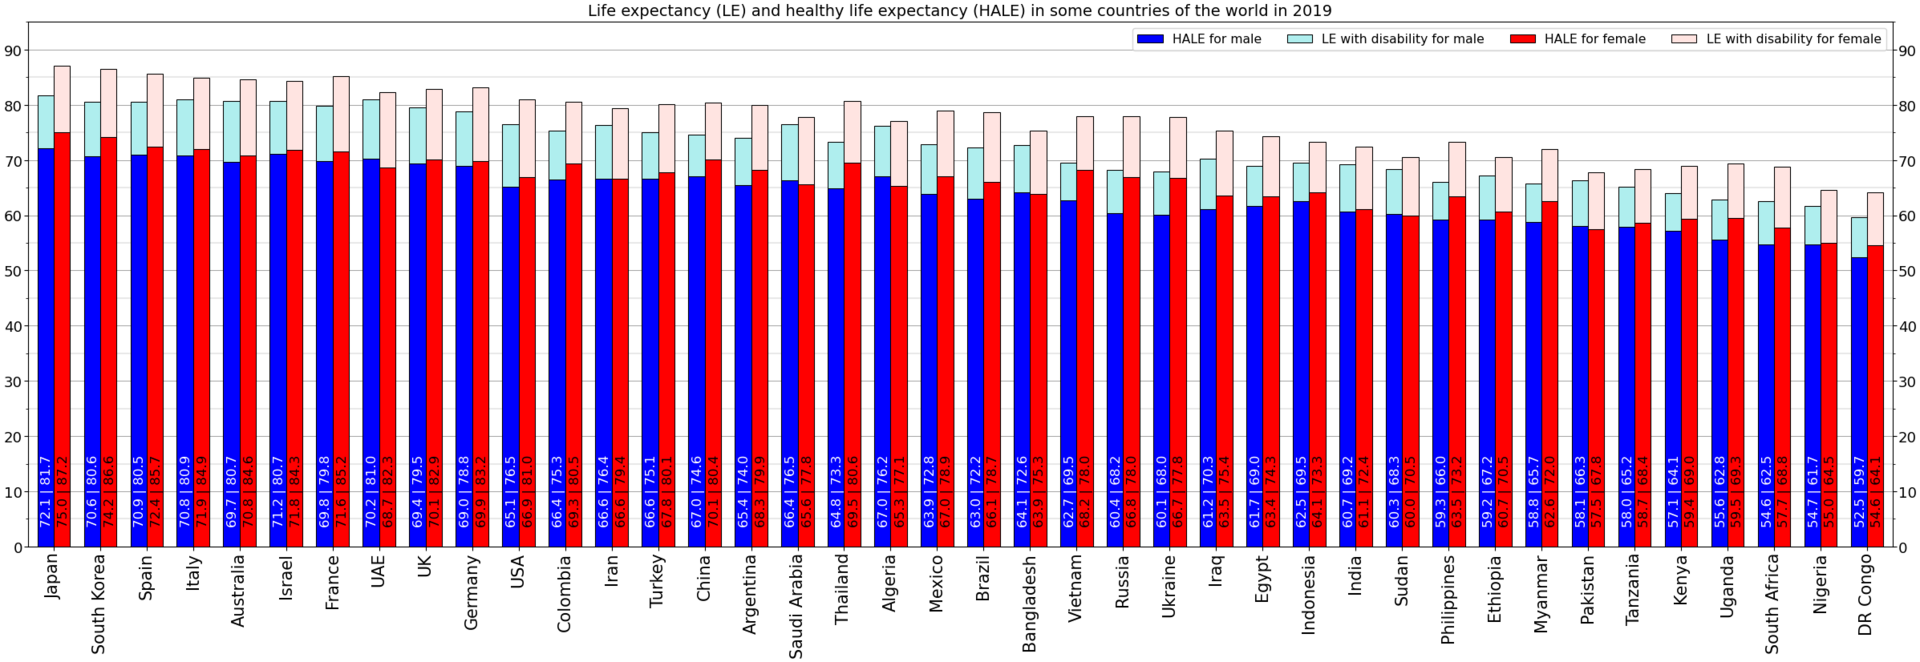 Life expectancy (LE) and healthy life expectancy (HALE) in some countries of the world in 2019
HALE for male
LE with disability for male
HALE for female
LE with disability for female
90
80
70
60
50
40
30
20
10
0
90
80
70
60
50
40
30
20
10
0
72.1 | 81.7
75.0 | 87.2
70.6 | 80.6
74.2 | 86.6
70.9 | 80.5
72.4 | 85.7
70.8 | 80.9
71.9 | 84.9
69.7 | 80.7
70.8 | 84.6
71.2 | 80.7
71.8 | 84.3
69.8 | 79.8
71.6 | 85.2
70.2 | 81.0
68.7 | 82.3
69.4 | 79.5
70.1 | 82.9
69.0 | 78.8
69.9 | 83.2
65.1 | 76.5
66.9 | 81.0
66.4 | 75.3
69.3 | 80.5
66.6 | 76.4
66.6 | 79.4
66.6 | 75.1
67.8 | 80.1
67.0 | 74.6
70.1 | 80.4
65.4 | 74.0
68.3 | 79.9
66.4 | 76.5
65.6 | 77.8
64.8 | 73.3
69.5 | 80.6
67.0 | 76.2
65.3 | 77.1
63.9 | 72.8
67.0 | 78.9
63.0 | 72.2
66.1 | 78.7
64.1 | 72.6
63.9 | 75.3
62.7 | 69.5
68.2 | 78.0
60.4 | 68.2
66.8 | 78.0
60.1 | 68.0
66.7 | 77.8
61.2 | 70.3
63.5 | 75.4
61.7 | 69.0
63.4 | 74.3
62.5 | 69.5
64.1 | 73.3
60.7 | 69.2
61.1 | 72.4
60.3 | 68.4
60.0 | 70.5
59.3 | 66.0
63.5 | 73.2
59.2 | 67.2
60.7 | 70.5
58.8 | 65.7
62.6 | 72.0
58.1 | 66.3
57.5 | 67.8
58.0 | 65.2
58.7 | 68.4
57.1 | 64.1
59.4 | 69.0
55.6 | 62.8
59.5 | 69.3
54.6 | 62.5
57.7 | 68.8
54.7 | 61.7
55.0 | 64.5
52.5 | 59.7
54.6 | 64.1
Japan
South Korea
Spain
Italy
Australia
Israel
France
UAE
UK
Germany
USA
Colombia
Iran
Turkey
China
Argentina
Saudi Arabia
Thailand
Algeria
Mexico
Brazil
Bangladesh
Vietnam
Russia
Ukraine
Iraq
Egypt
Indonesia
India
Sudan
Philippines
Ethiopia
Myanmar
Pakistan
Tanzania
Kenya
Uganda
South Africa
Nigeria
DR Congo